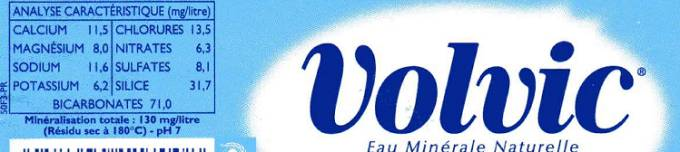 ANALYSE CARACTÉRISTIQUE (mg/litre)
CALCIUM 11,5 CHLORURES 13,5
MAGNÉSIUM 8,0 NITRATES 6,3
SODIUM 11,6 SULFATES 8,1
POTASSIUM 6,2 SILICE 31,7
BICARBONATES 71,0
Minéralisation totale : 130 mg/litre
(Résidu sec à 180°C) - pH 7
50F3-PR
Volvic®
Eau Minérale Naturelle